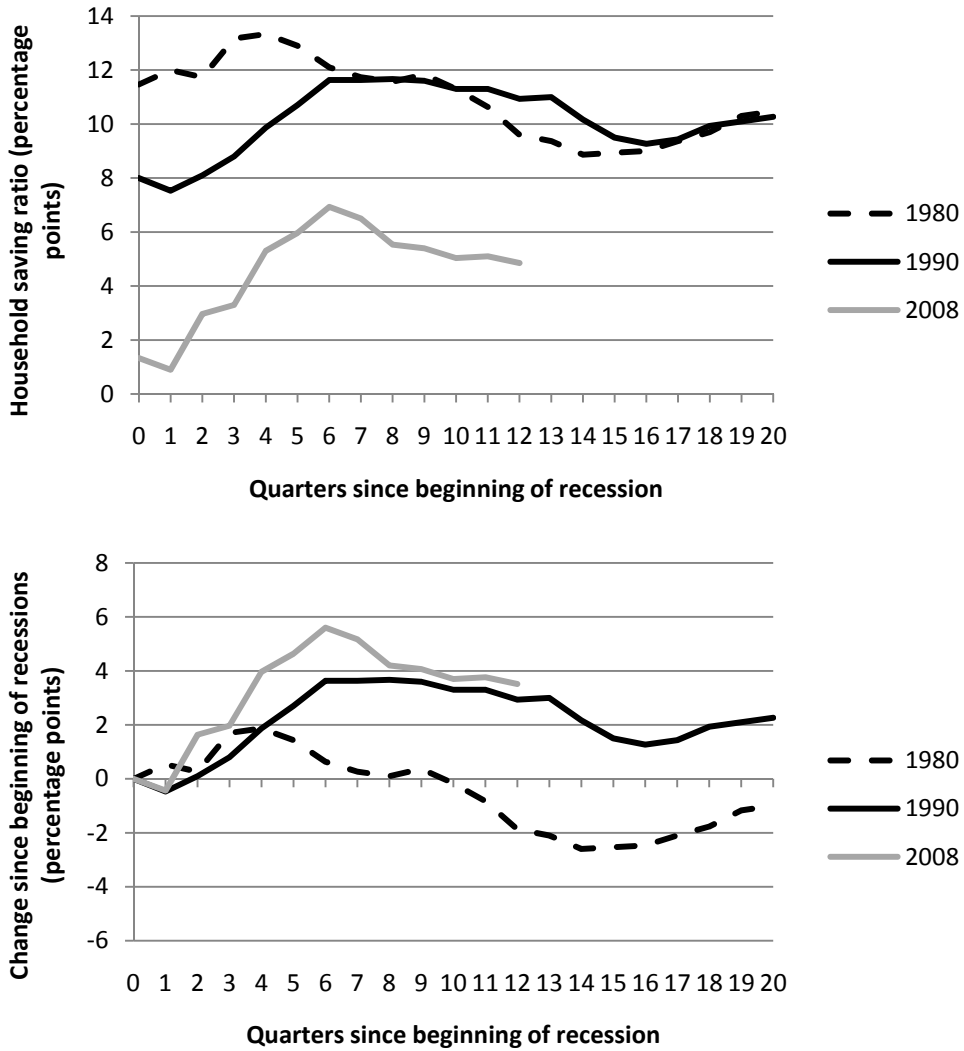 Household saving ratio (percentage
points)
14
12
10
8
6
4
2
0
0 1 2 3 4 5 6 7 8 9 10 11 12 13 14 15 16 17 18 19 20
Quarters since beginning of recession
1980
1990
2008
Change since beginning of recessions
(percentage points)
8
6
4
2
0
-2
-4
-6
0 1 2 3 4 5 6 7 8 9 10 11 12 13 14 15 16 17 18 19 20
Quarters since beginning of recession
1980
1990
2008